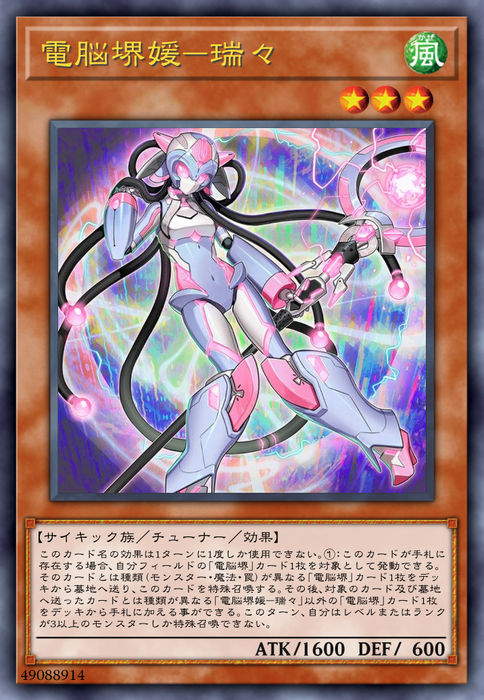 電脳堺媛－瑞々
かぜ
風
【サイキック族／チューナー／効果】
このカード名の効果は1ターンに1度しか使用できない。①：このカードが手札に
存在する場合、自分フィールドの「電脳堺」カード1枚を対象として発動できる。
そのカードとは種類（モンスター・魔法・罠）が異なる「電脳堺」カード1枚をデッ
キから墓地へ送り、このカードを特殊召喚する。その後、対象のカード及び墓地
へ送ったカードとは種類が異なる「電脳堺媛－瑞々」以外の「電脳堺」カード1枚
をデッキから手札に加える事ができる。このターン、自分はレベルまたはランク
が3以上のモンスターしか特殊召喚できない。
ATK/1600 DEF/ 600
49088914